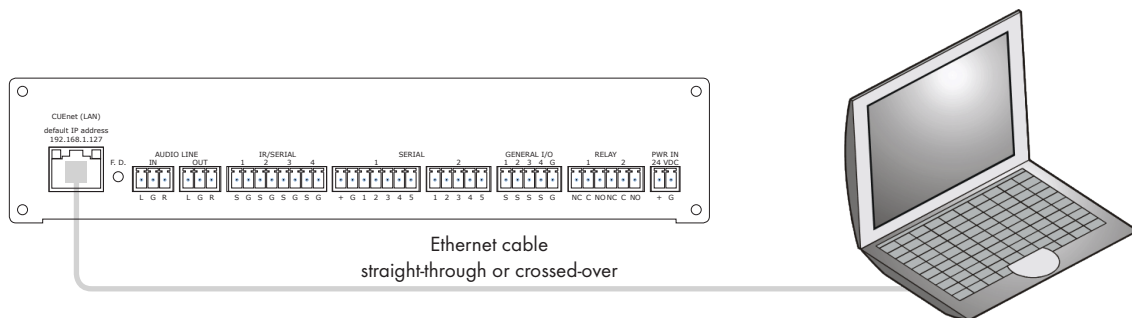 CUEnet (LAN)
default IP address
192.168.1.127
F. D.
AUDIO LINE
IN OUT
L G R L G R
IR/SERIAL
1 2 3 4
S G S G S G S G
SERIAL
1 2
+ G 1 2 3 4 5 1 2 3 4 5
GENERAL I/O
1 2 3 4 G
S S S S G
RELAY
1 2
NC C NO NC C NO
PWR IN
24 VDC
+ G
Ethernet cable
straight-through or crossed-over